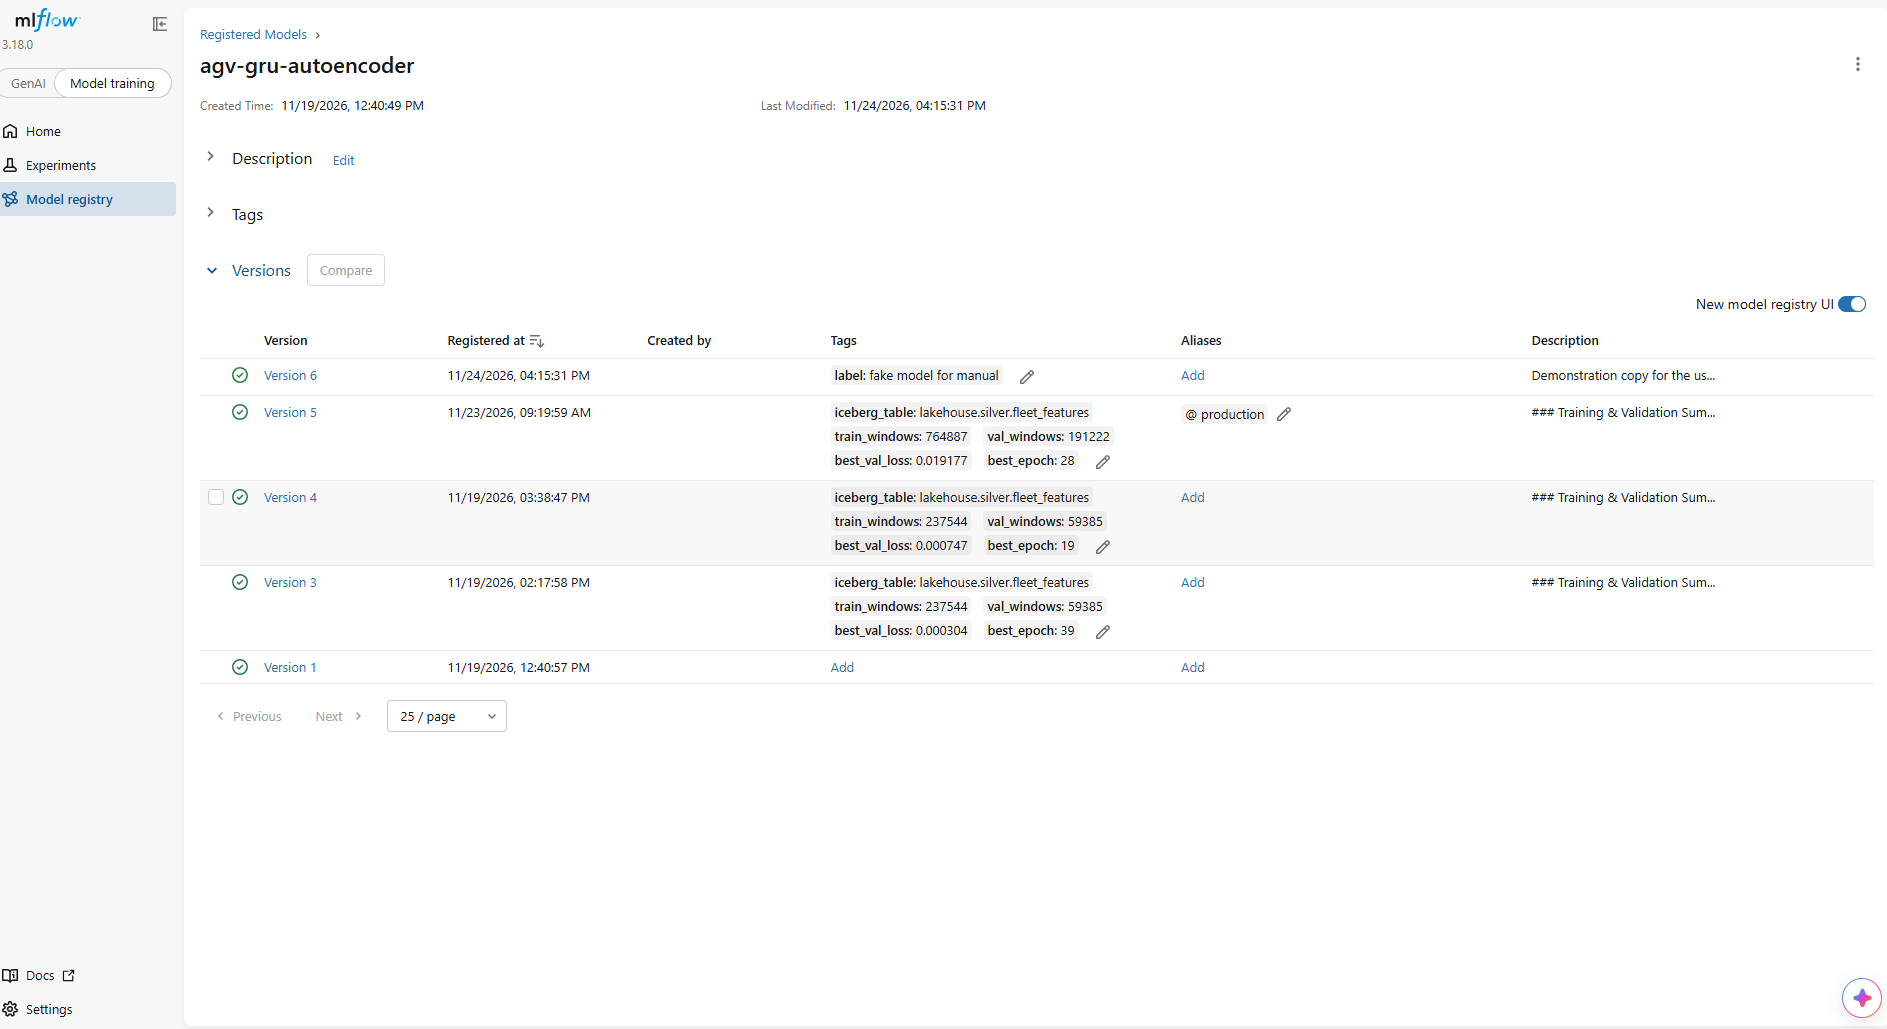 mlflow
3.18.0
GenAI Model training
Home
Experiments
Model registry
Docs
Settings
Registered Models
agv-gru-autoencoder
Created Time: 11/19/2026, 12:40:49 PM Last Modified: 11/24/2026, 04:15:31 PM
Description Edit
Tags
Versions Compare
New model registry UI
Version Registered at Created by Tags Aliases Description
Version 6 11/24/2026, 04:15:31 PM label: fake model for manual Add Demonstration copy for the us...
Version 5 11/23/2026, 09:19:59 AM iceberg_table: lakehouse.silver.fleet_features @ production ### Training & Validation Sum...
train_windows: 764887 val_windows: 191222
best_val_loss: 0.019177 best_epoch: 28
Version 4 11/19/2026, 03:38:47 PM iceberg_table: lakehouse.silver.fleet_features Add ### Training & Validation Sum...
train_windows: 237544 val_windows: 59385
best_val_loss: 0.000747 best_epoch: 19
Version 3 11/19/2026, 02:17:58 PM iceberg_table: lakehouse.silver.fleet_features Add ### Training & Validation Sum...
train_windows: 237544 val_windows: 59385
best_val_loss: 0.000304 best_epoch: 39
Version 1 11/19/2026, 12:40:57 PM Add Add
Previous Next 25 / page